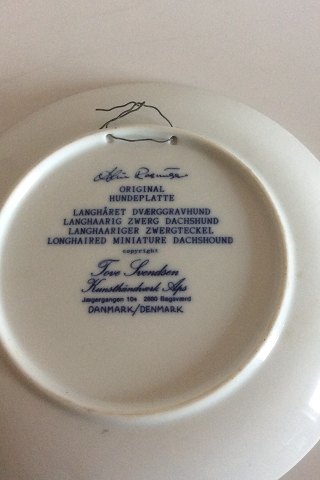 ORIGINAL
HUNDEPLATTE
LANGHÅRET DVÆRGGRAVHUND
LANGHAARIG ZWERG DACHSHUND
LANGHAARIGER ZWERGTECKEL
LONGHAIRED MINIATURE DACHSHOUND
copyright
Tove Svendsen
Kunsthåndværk Aps
Jægergangen 104 2880 Bagsværd
DANMARK/DENMARK